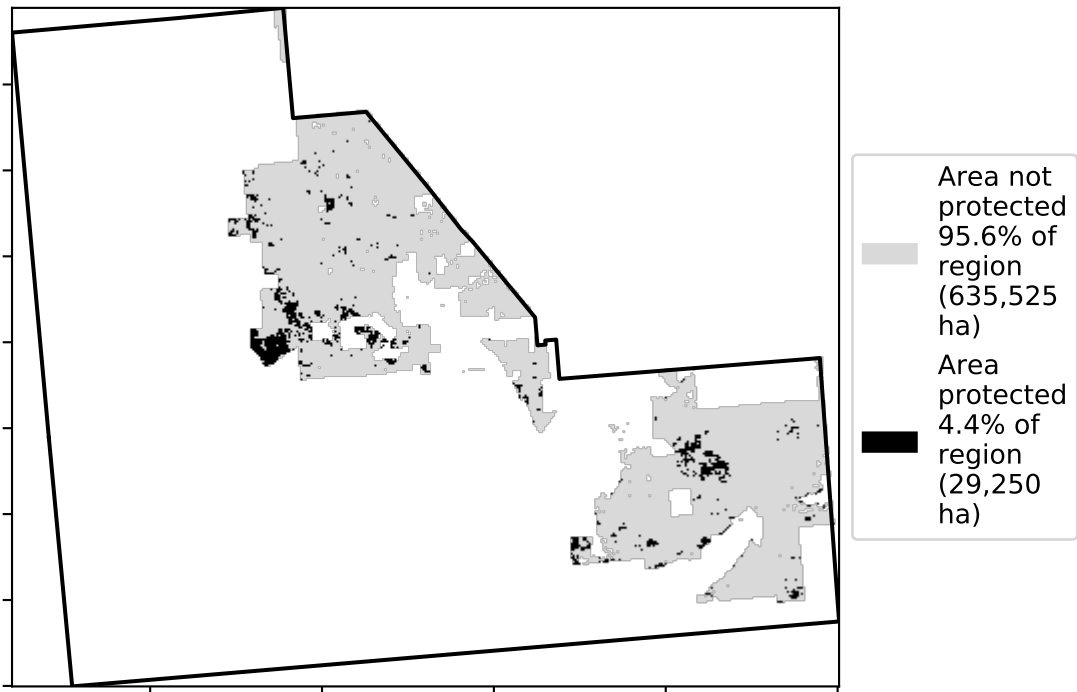 Area not
protected
95.6% of
region
(635,525
ha)
Area
protected
4.4% of
region
(29,250
ha)